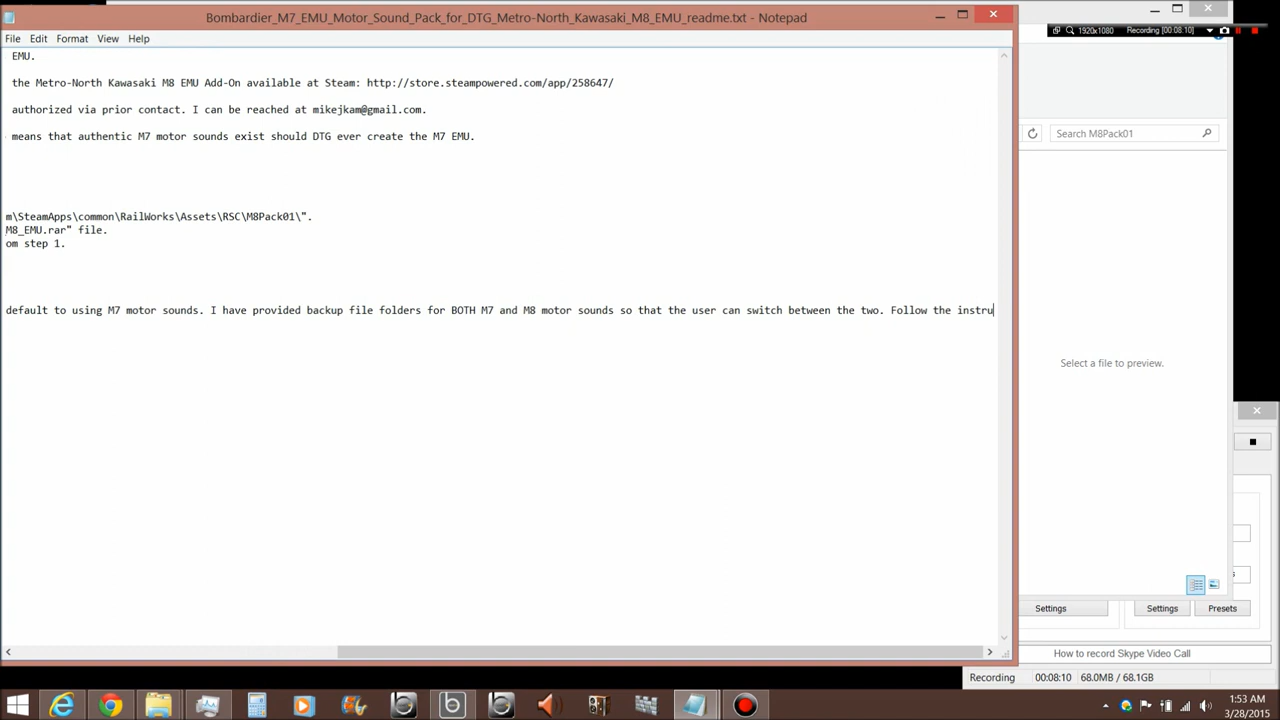 Bombardier_M7_EMU_Motor_Sound_Pack_for_DTG_Metro-North_Kawasaki_M8_EMU_readme.txt - Notepad
File Edit Format View Help
EMU.
the Metro-North Kawasaki M8 EMU Add-On available at Steam: http://store.steampowered.com/app/258647/
authorized via prior contact. I can be reached at mikejkam@gmail.com.
means that authentic M7 motor sounds exist should DTG ever create the M7 EMU.
m\SteamApps\common\RailWorks\Assets\RSC\M8Pack01\".
M8_EMU.rar" file.
om step 1.
default to using M7 motor sounds. I have provided backup file folders for BOTH M7 and M8 motor sounds so that the user can switch between the two. Follow the instru
1920x1080 Recording [00:08:10]
Search M8Pack01
Select a file to preview.
Settings Settings Presets
How to record Skype Video Call
Recording 00:08:10 68.0MB / 68.1GB
1:53 AM
3/28/2015